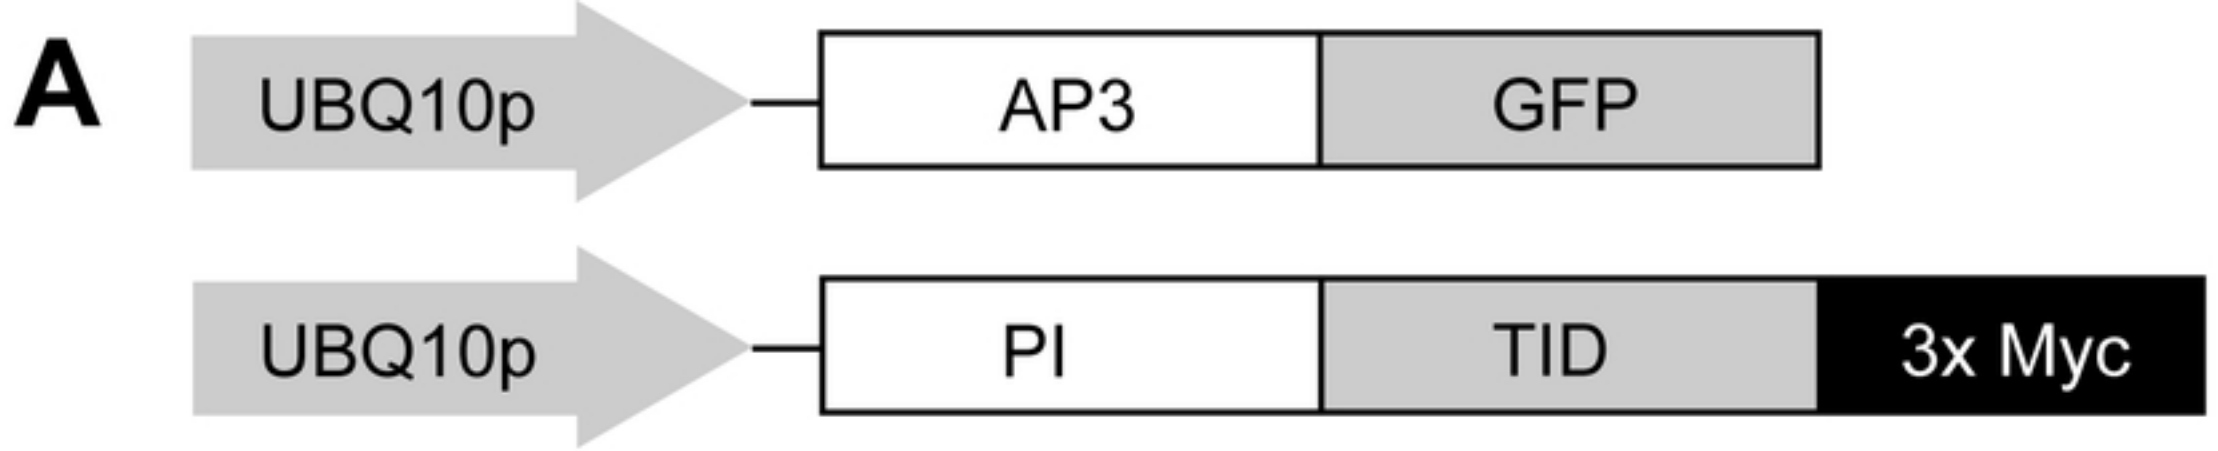 A
UBQ10p AP3 GFP
UBQ10p PI TID 3x Myc